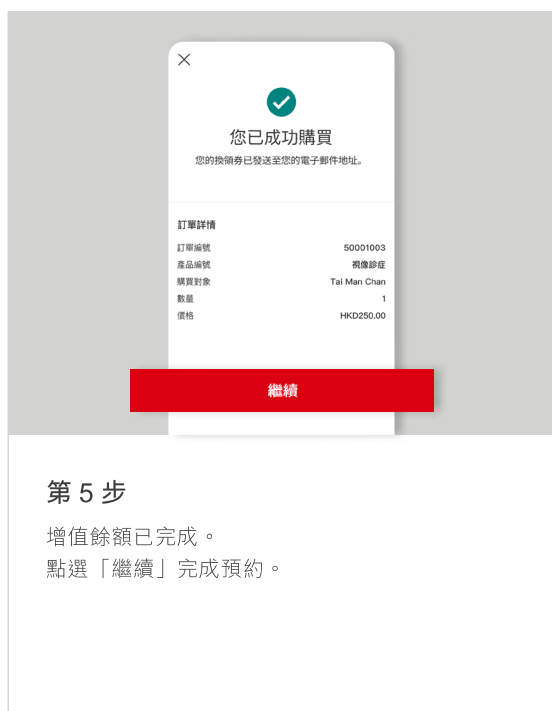 您已成功購買
您的換領券已發送至您的電子郵件地址。
訂單詳情
訂單編號 50001003
產品編號 視像診症
購買對象 Tai Man Chan
數量 1
價格 HKD250.00
繼續
第 5 步
增值餘額已完成。
點選「繼續」完成預約。